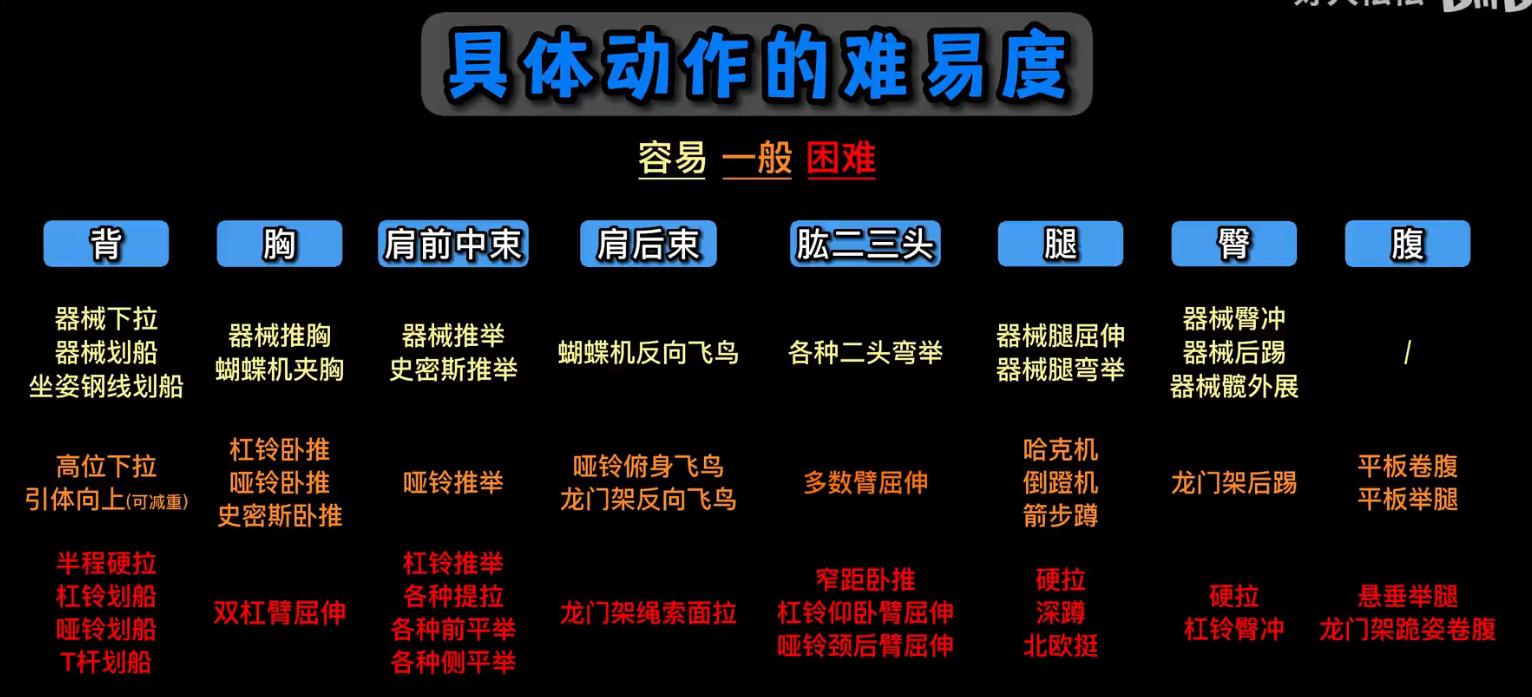 具体动作的难易度
容易 一般 困难
背
胸
肩前中束
肩后束
肱二三头
腿
臀
腹
器械下拉
器械划船
坐姿钢线划船
器械推胸
蝴蝶机夹胸
器械推举
史密斯推举
蝴蝶机反向飞鸟
各种二头弯举
器械腿屈伸
器械腿弯举
器械臀冲
器械后踢
器械髋外展
/
高位下拉
引体向上(可减重)
杠铃卧推
哑铃卧推
史密斯卧推
哑铃推举
哑铃俯身飞鸟
龙门架反向飞鸟
多数臂屈伸
哈克机
倒蹬机
箭步蹲
龙门架后踢
平板卷腹
平板举腿
半程硬拉
杠铃划船
哑铃划船
T杆划船
双杠臂屈伸
杠铃推举
各种提拉
各种前平举
各种侧平举
龙门架绳索面拉
窄距卧推
杠铃仰卧臂屈伸
哑铃颈后臂屈伸
硬拉
深蹲
北欧挺
硬拉
杠铃臀冲
悬垂举腿
龙门架跪姿卷腹